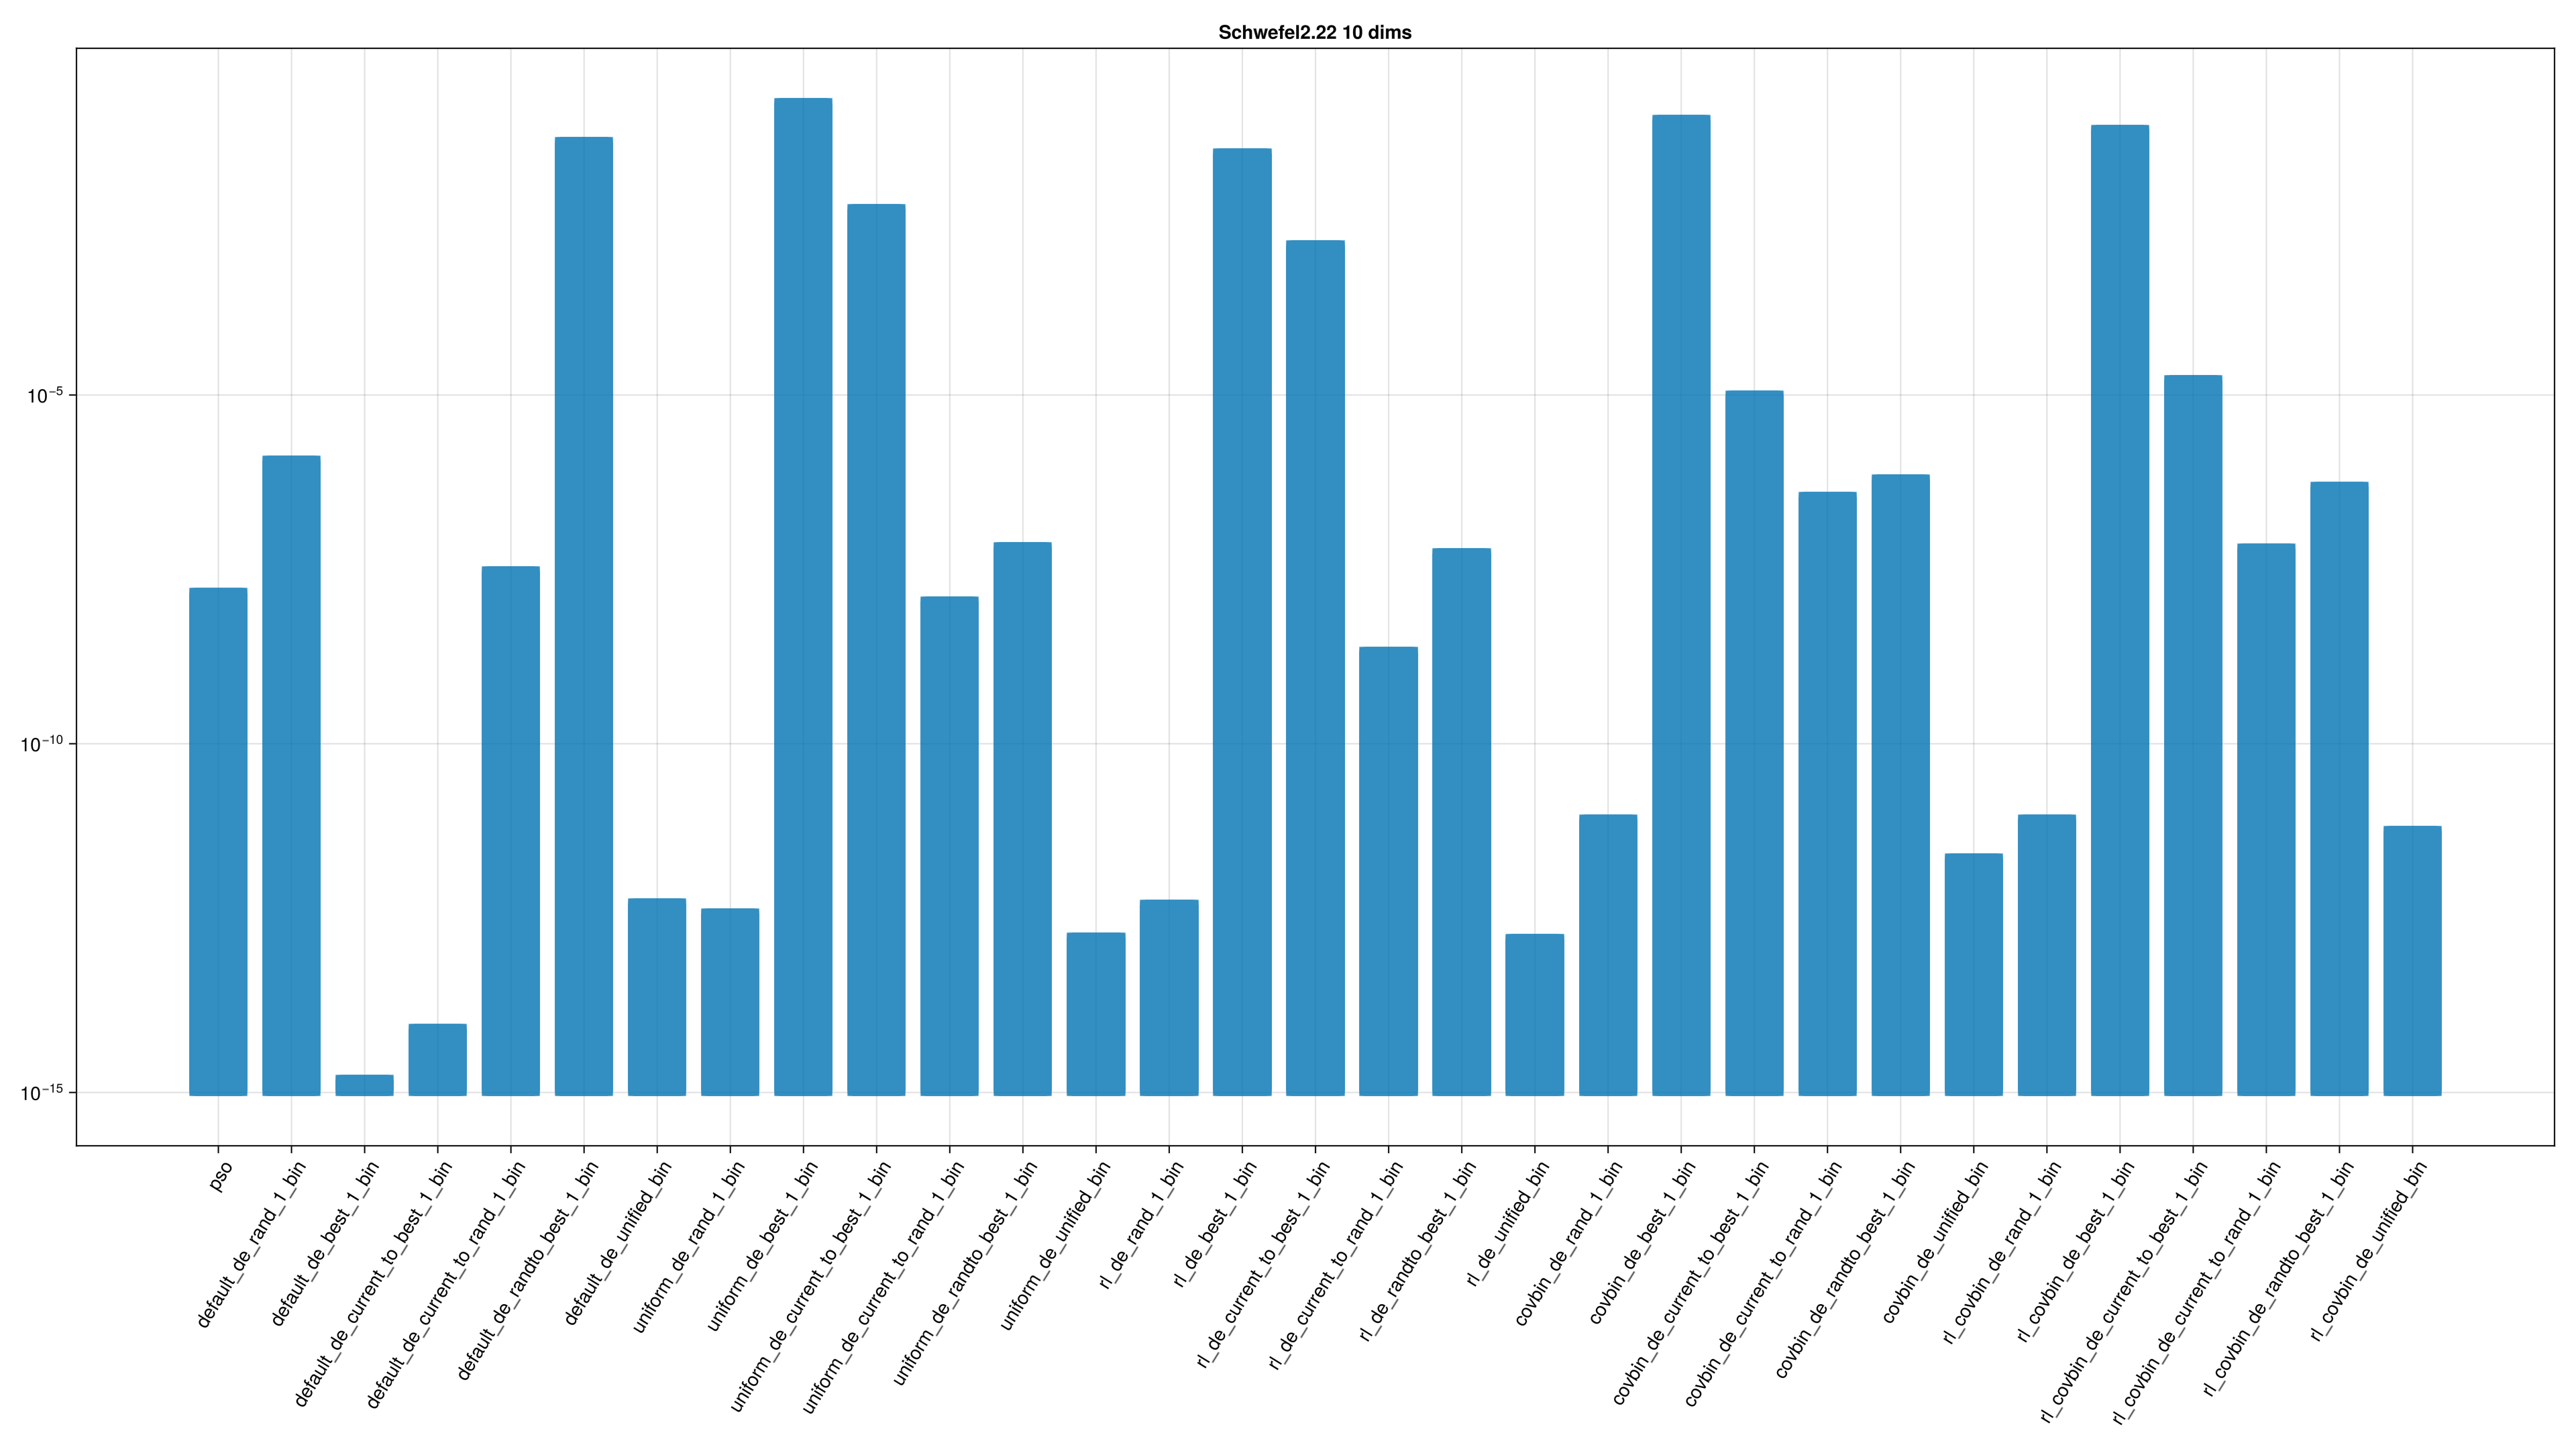 Schwefel2.22 10 dims
10⁻⁵
10⁻¹⁰
10⁻¹⁵
pso
default_de_rand_1_bin
default_de_best_1_bin
default_de_current_to_best_1_bin
default_de_current_to_rand_1_bin
default_de_randto_best_1_bin
default_de_unified_bin
uniform_de_rand_1_bin
uniform_de_best_1_bin
uniform_de_current_to_best_1_bin
uniform_de_current_to_rand_1_bin
uniform_de_randto_best_1_bin
uniform_de_unified_bin
rl_de_rand_1_bin
rl_de_best_1_bin
rl_de_current_to_best_1_bin
rl_de_current_to_rand_1_bin
rl_de_randto_best_1_bin
rl_de_unified_bin
covbin_de_rand_1_bin
covbin_de_best_1_bin
covbin_de_current_to_best_1_bin
covbin_de_current_to_rand_1_bin
covbin_de_randto_best_1_bin
covbin_de_unified_bin
rl_covbin_de_rand_1_bin
rl_covbin_de_best_1_bin
rl_covbin_de_current_to_best_1_bin
rl_covbin_de_current_to_rand_1_bin
rl_covbin_de_randto_best_1_bin
rl_covbin_de_unified_bin